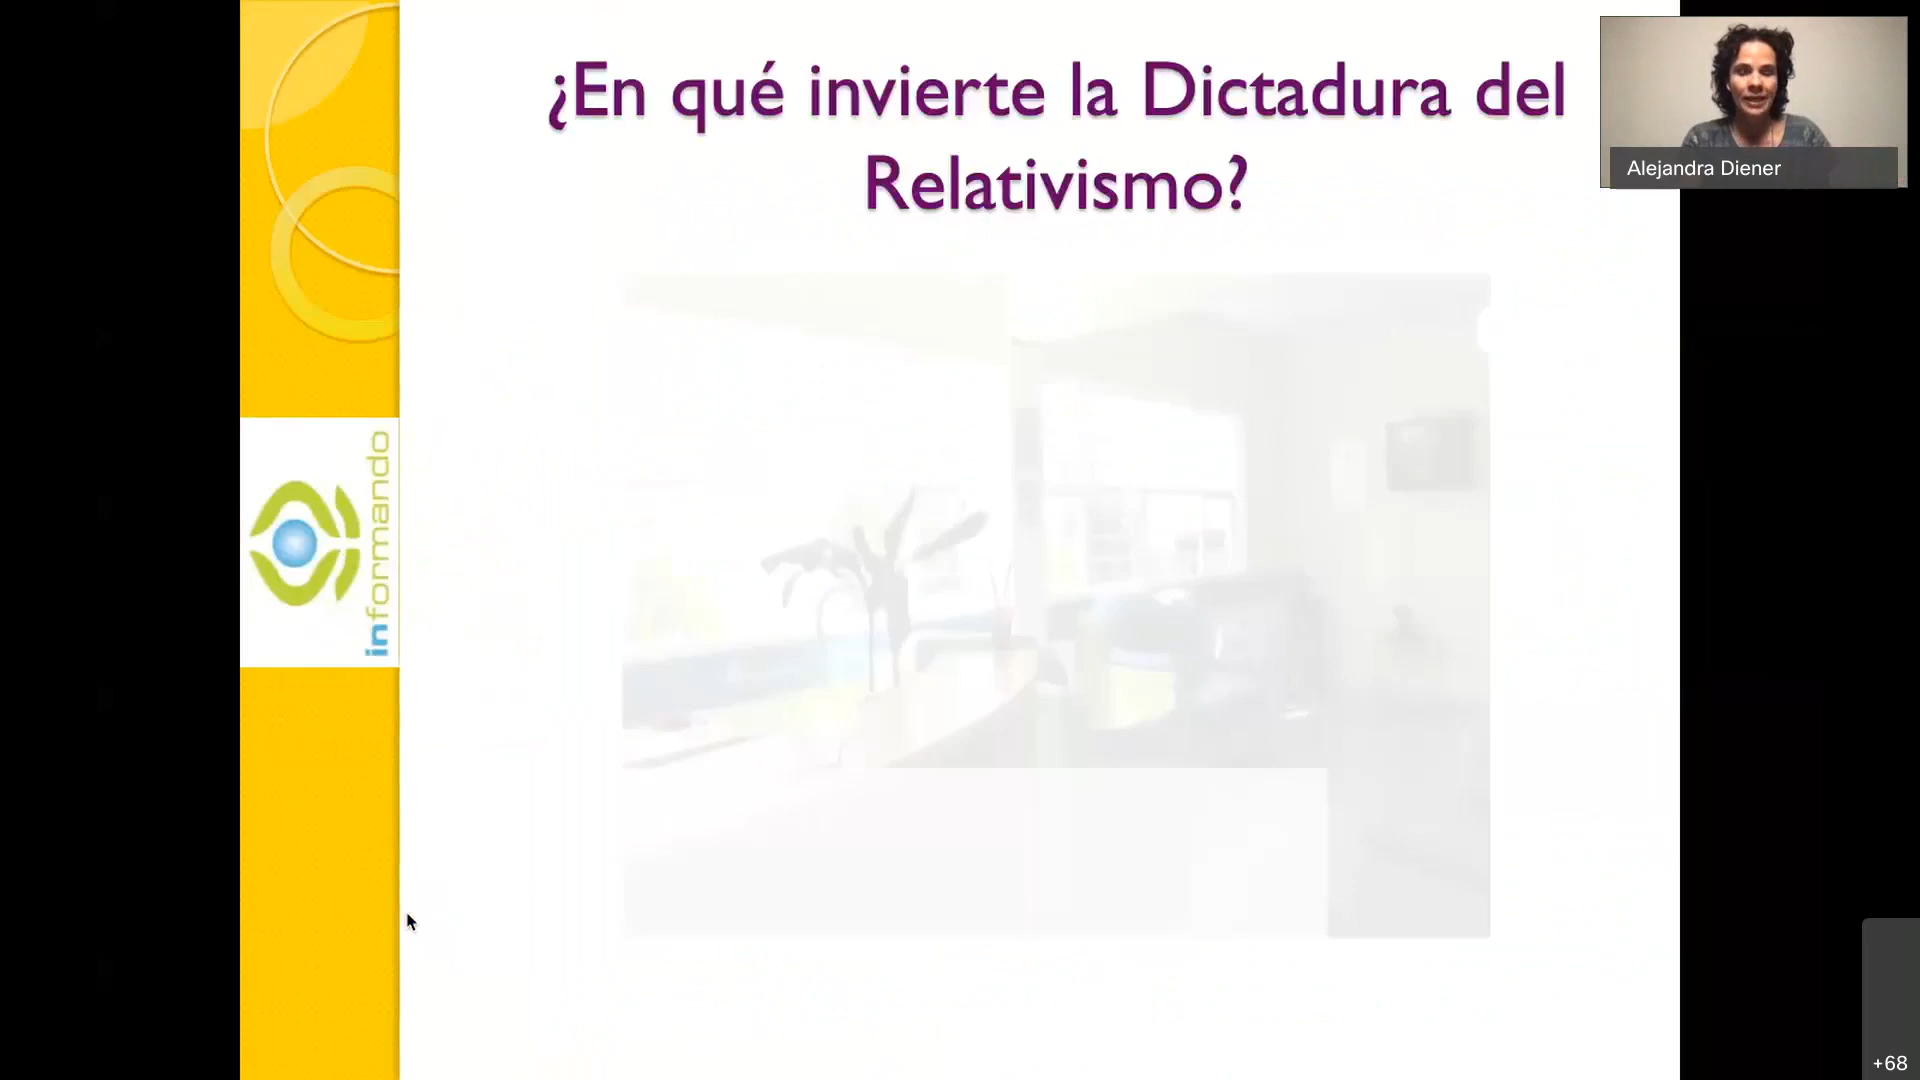 ¿En qué invierte la Dictadura del
Relativismo?
Alejandra Diener
informando
+68